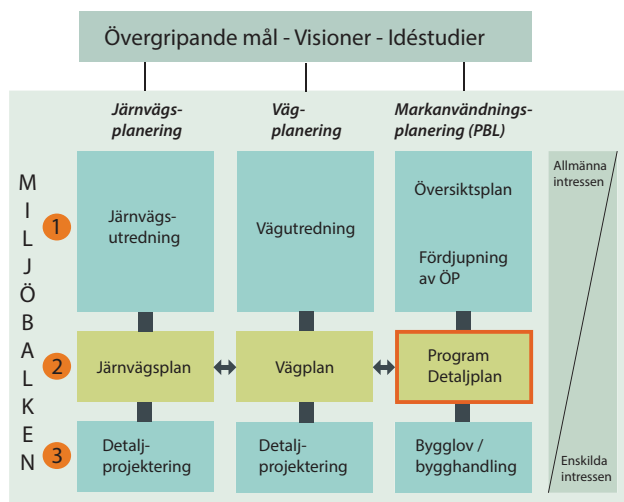 Övergripande mål - Visioner - Idéstudier
Järnvägs-
planering
Väg-
planering
Markanvändnings-
planering (PBL)
MILJÖBALKEN
1
Järnvägs-
utredning
Vägutredning
Översiktsplan
Fördjupning
av ÖP
Allmänna
intressen
2
Järnvägsplan
Vägplan
Program
Detaljplan
3
Detalj-
projektering
Detalj-
projektering
Bygglov /
bygghandling
Enskilda
intressen